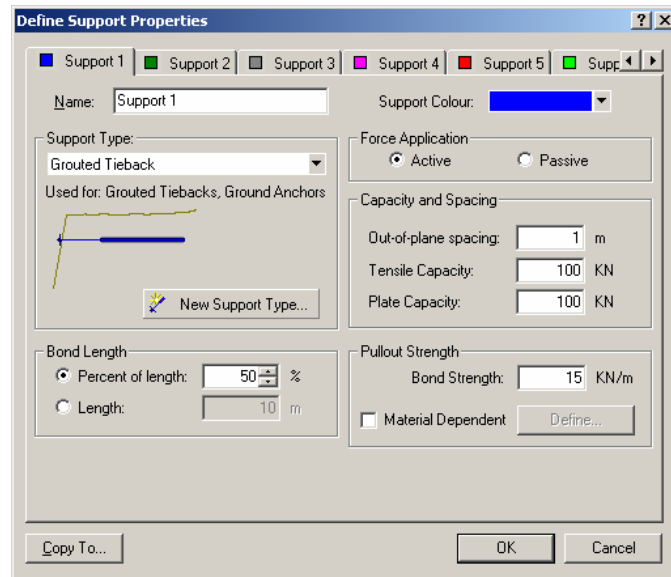 Define Support Properties
Support 1 Support 2 Support 3 Support 4 Support 5 Supp
Name: Support 1
Support Colour:
Support Type:
Grouted Tieback
Used for: Grouted Tiebacks, Ground Anchors
New Support Type...
Force Application
Active Passive
Capacity and Spacing
Out-of-plane spacing: 1 m
Tensile Capacity: 100 KN
Plate Capacity: 100 KN
Bond Length
Percent of length: 50 %
Length: 10 m
Pullout Strength
Bond Strength: 15 KN/m
Material Dependent Define...
Copy To... OK Cancel